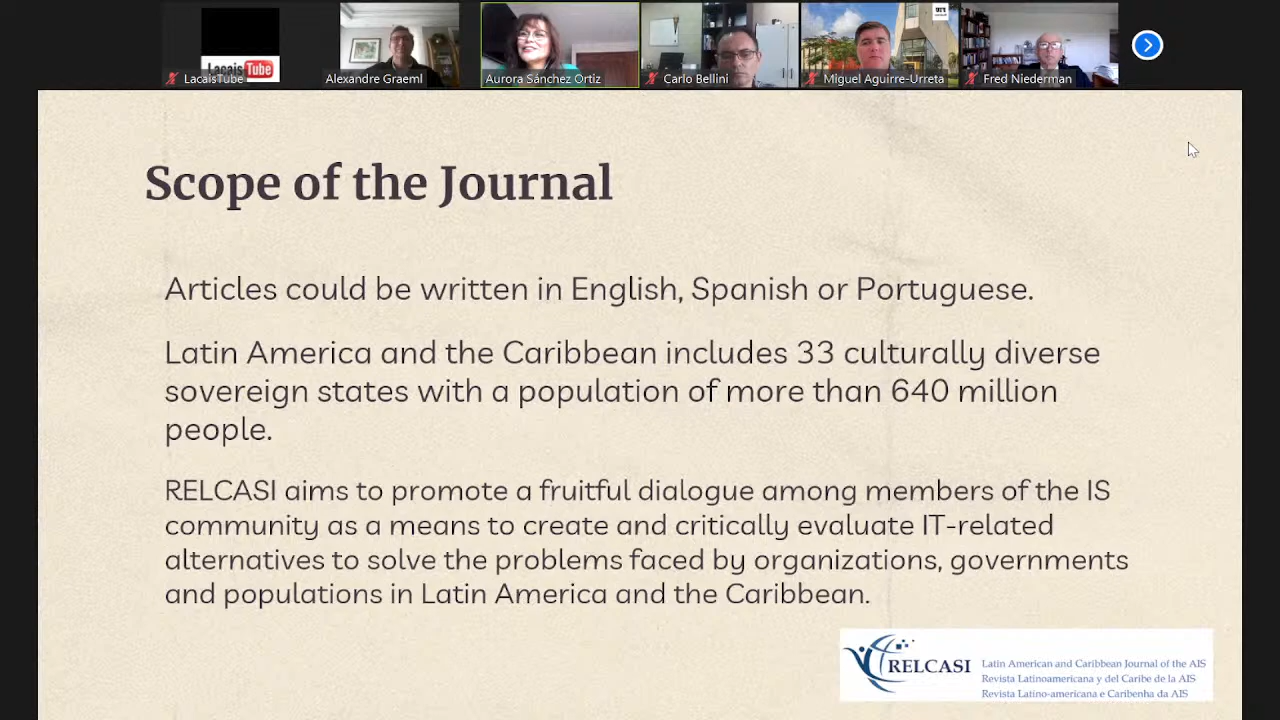 Lacais Tube
LacaisTube
Alexandre Graeml
Aurora Sánchez Ortiz
Carlo Bellini
Miguel Aguirre-Urreta
Fred Niederman
Scope of the Journal
Articles could be written in English, Spanish or Portuguese.
Latin America and the Caribbean includes 33 culturally diverse
sovereign states with a population of more than 640 million
people.
RELCASI aims to promote a fruitful dialogue among members of the IS
community as a means to create and critically evaluate IT-related
alternatives to solve the problems faced by organizations, governments
and populations in Latin America and the Caribbean.
RELCASI
Latin American and Caribbean Journal of the AIS
Revista Latinoamericana y del Caribe de la AIS
Revista Latino-americana e Caribenha da AIS